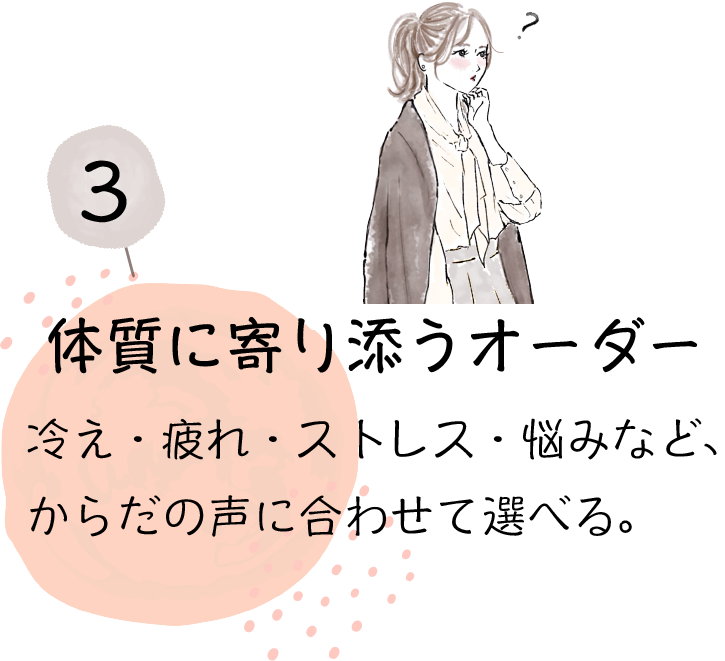 ?
3
体質に寄り添うオーダー
冷え・疲れ・ストレス・悩みなど、
からだの声に合わせて選べる。